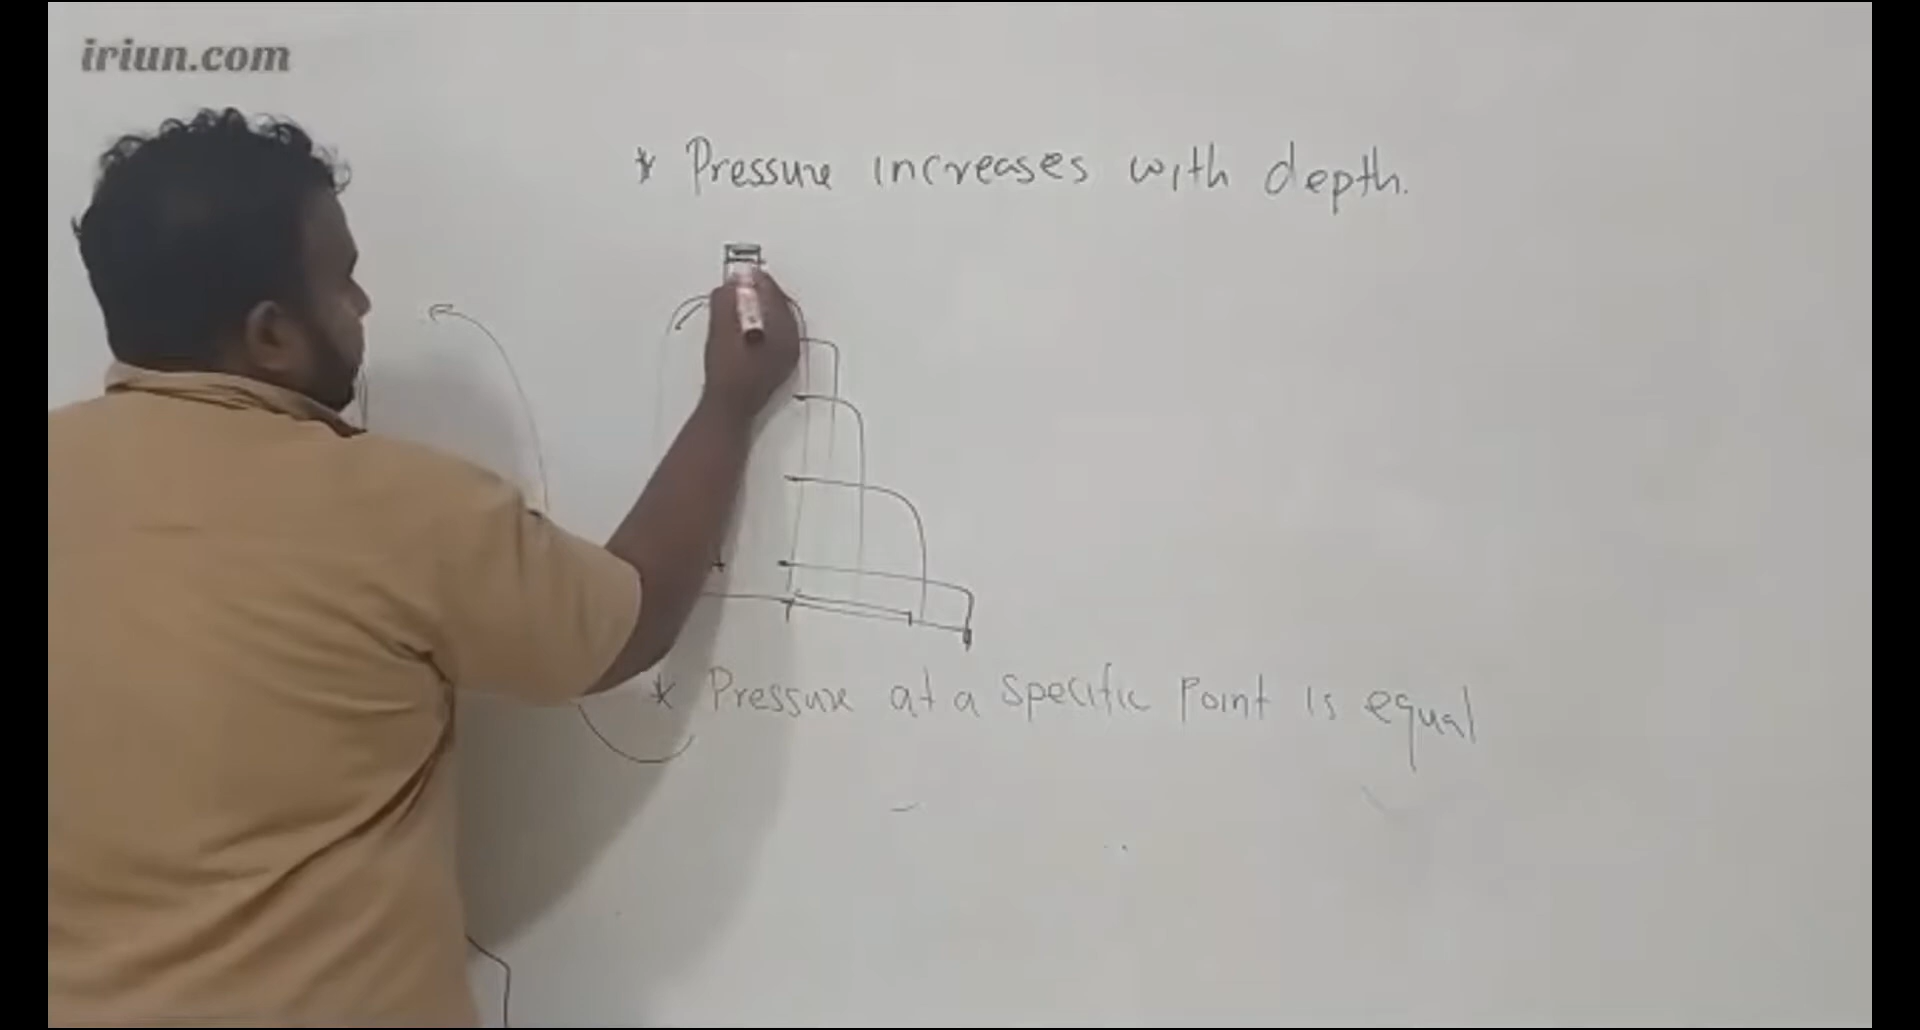 iriun.com
* Pressure increases with depth.
* Pressure at a specific point is equal